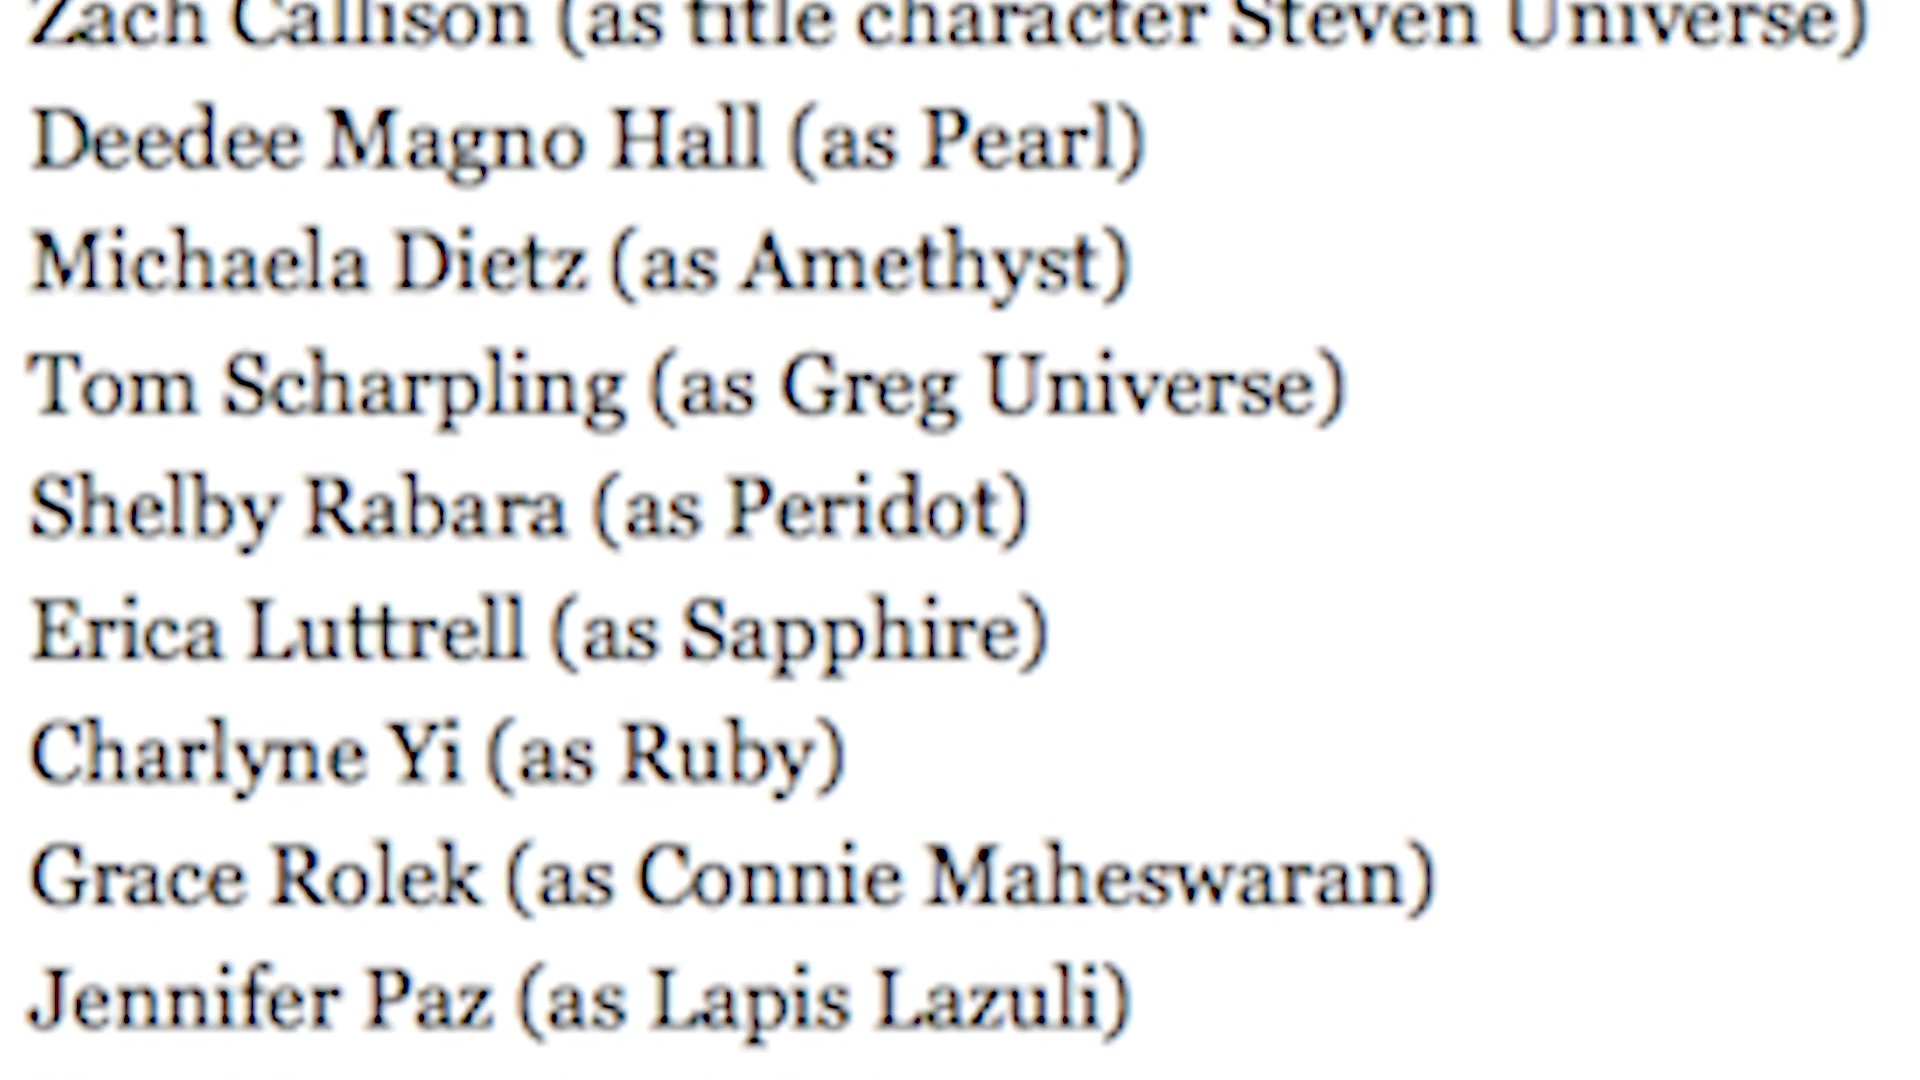 Zach Callison (as title character Steven Universe)
Deedee Magno Hall (as Pearl)
Michaela Dietz (as Amethyst)
Tom Scharpling (as Greg Universe)
Shelby Rabara (as Peridot)
Erica Luttrell (as Sapphire)
Charlyne Yi (as Ruby)
Grace Rolek (as Connie Maheswaran)
Jennifer Paz (as Lapis Lazuli)